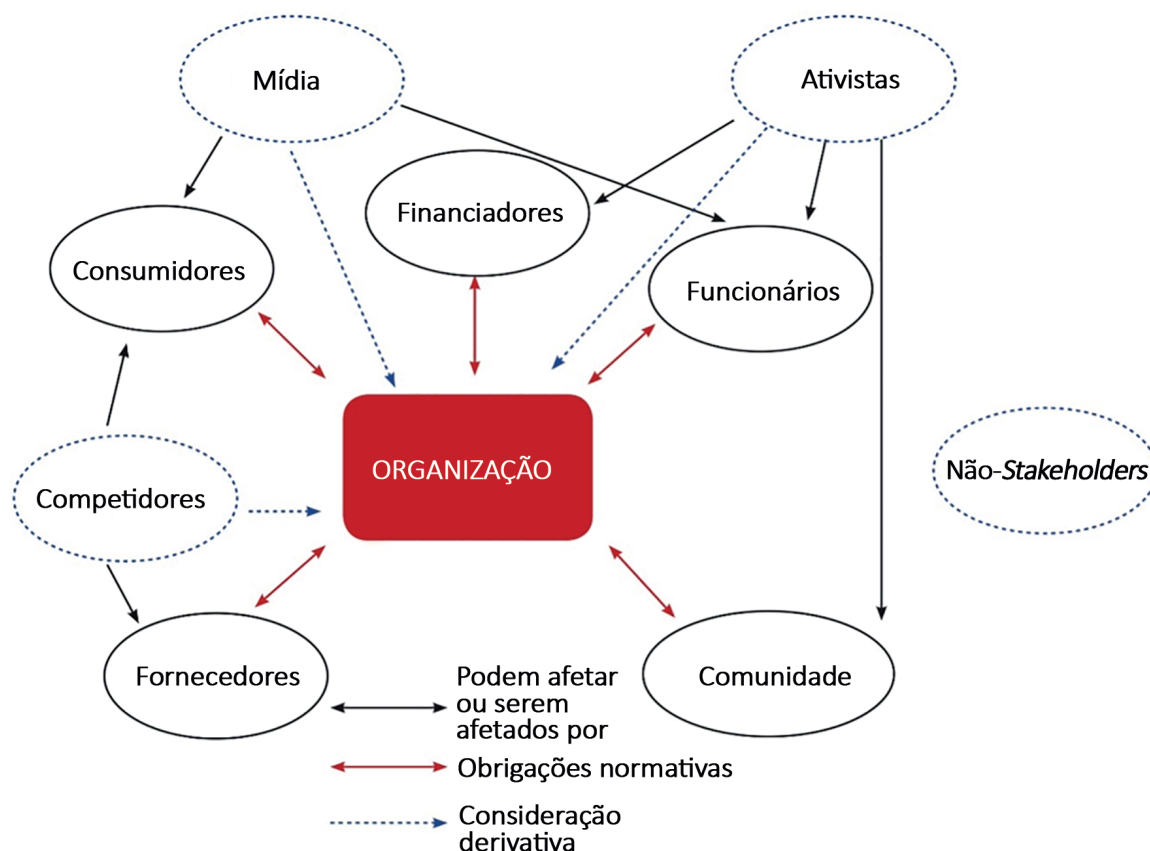 Mídia
Ativistas
Financiadores
Consumidores
Funcionários
ORGANIZAÇÃO
Não-Stakeholders
Competidores
Fornecedores
Comunidade
Podem afetar
ou serem
afetados por
Obrigações normativas
Consideração
derivativa